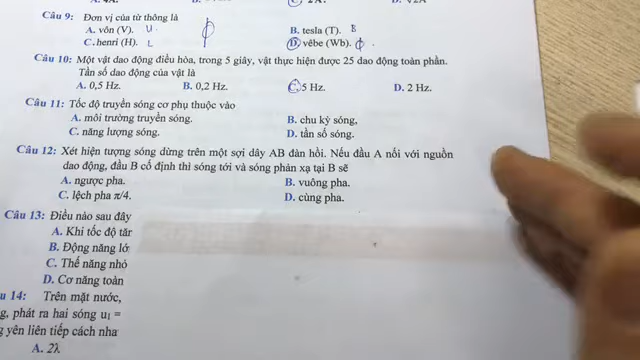 Câu 9: Đơn vị của từ thông là
A. vôn (V). U B. tesla (T). B
C. henri (H). L D. vêbe (Wb). ϕ
ϕ
Câu 10: Một vật dao động điều hòa, trong 5 giây, vật thực hiện được 25 dao động toàn phần.
Tần số dao động của vật là
A. 0,5 Hz. B. 0,2 Hz. C. 5 Hz. D. 2 Hz.
Câu 11: Tốc độ truyền sóng cơ phụ thuộc vào
A. môi trường truyền sóng. B. chu kỳ sóng.
C. năng lượng sóng. D. tần số sóng.
Câu 12: Xét hiện tượng sóng dừng trên một sợi dây AB đàn hồi. Nếu đầu A nối với nguồn
dao động, đầu B cố định thì sóng tới và sóng phản xạ tại B sẽ
A. ngược pha. B. vuông pha.
C. lệch pha π/4. D. cùng pha.
Câu 13: Điều nào sau đây
A. Khi tốc độ tăn
B. Động năng lớ
C. Thế năng nhỏ
D. Cơ năng toàn
u 14: Trên mặt nước,
g, phát ra hai sóng u₁ =
g yên liên tiếp cách nha
A. 2λ